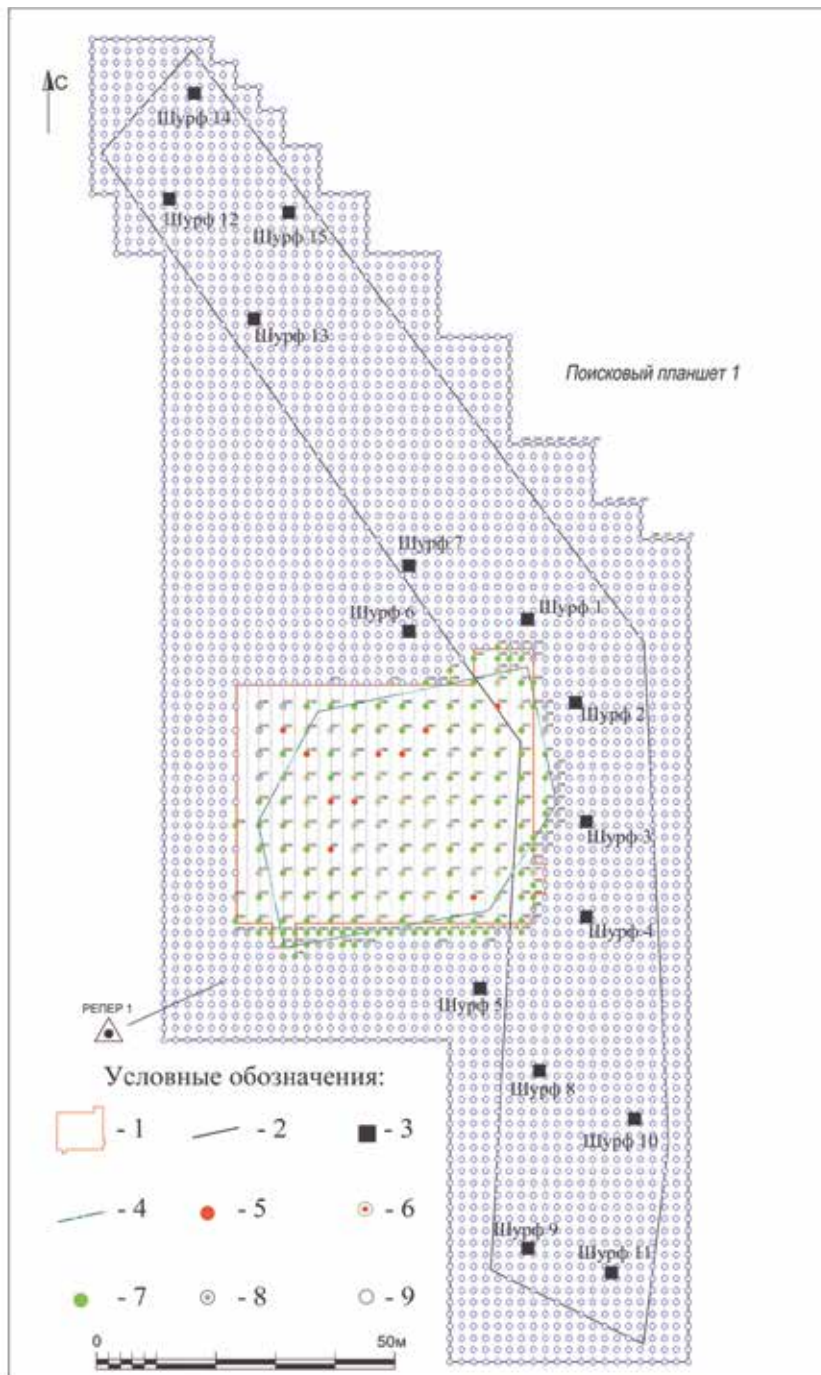 С
Шурф 14
Шурф 12
Шурф 15
Шурф 13
Поисковый планшет 1
Шурф 7
Шурф 6
Шурф 1
Шурф 2
Шурф 3
Шурф 4
Шурф 5
РЕПЕР 1
Шурф 8
Шурф 10
Шурф 9
Шурф 11
Условные обозначения:
- 1 - 2 - 3
- 4 - 5 - 6
- 7 - 8 - 9
0 50м